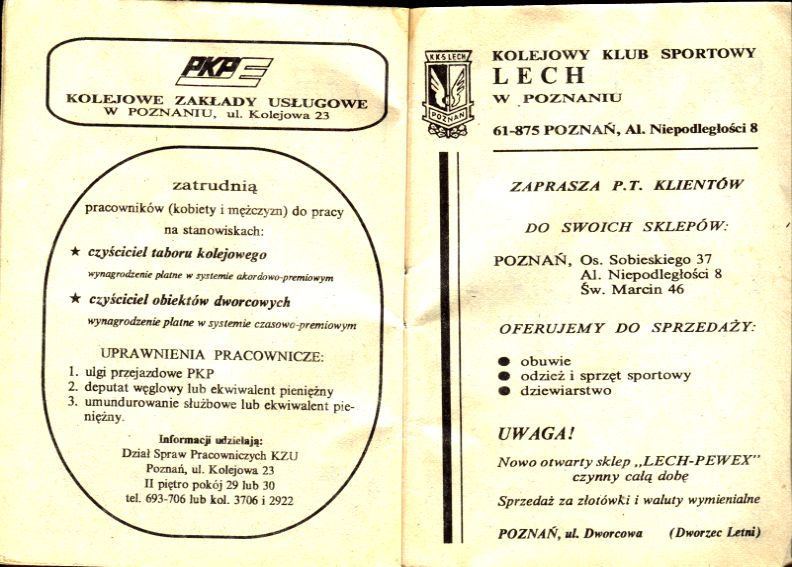 PKPE
KOLEJOWE ZAKŁADY USŁUGOWE
W POZNANIU, ul. Kolejowa 23
zatrudnią
pracowników (kobiety i mężczyzn) do pracy
na stanowiskach:
★ czyściciel taboru kolejowego
wynagrodzenie płatne w systemie akordowo-premiowym
★ czyściciel obiektów dworcowych
wynagrodzenie płatne w systemie czasowo-premiowym
UPRAWNIENIA PRACOWNICZE:
1. ulgi przejazdowe PKP
2. deputat węglowy lub ekwiwalent pieniężny
3. umundurowanie służbowe lub ekwiwalent pie-
niężny.
Informacji udzielają:
Dział Spraw Pracowniczych KZU
Poznań, ul. Kolejowa 23
II piętro pokój 29 lub 30
tel. 693-706 lub kol. 3706 i 2922
KKS LECH
POZNAŃ
KOLEJOWY KLUB SPORTOWY
LECH
W POZNANIU
61-875 POZNAŃ, Al. Niepodległości 8
ZAPRASZA P.T. KLIENTÓW
DO SWOICH SKLEPÓW:
POZNAŃ, Os. Sobieskiego 37
Al. Niepodległości 8
Św. Marcin 46
OFERUJEMY DO SPRZEDAŻY:
● obuwie
● odzież i sprzęt sportowy
● dziewiarstwo
UWAGA!
Nowo otwarty sklep „LECH-PEWEX”
czynny całą dobę
Sprzedaż za złotówki i waluty wymienialne
POZNAŃ, ul. Dworcowa (Dworzec Letni)